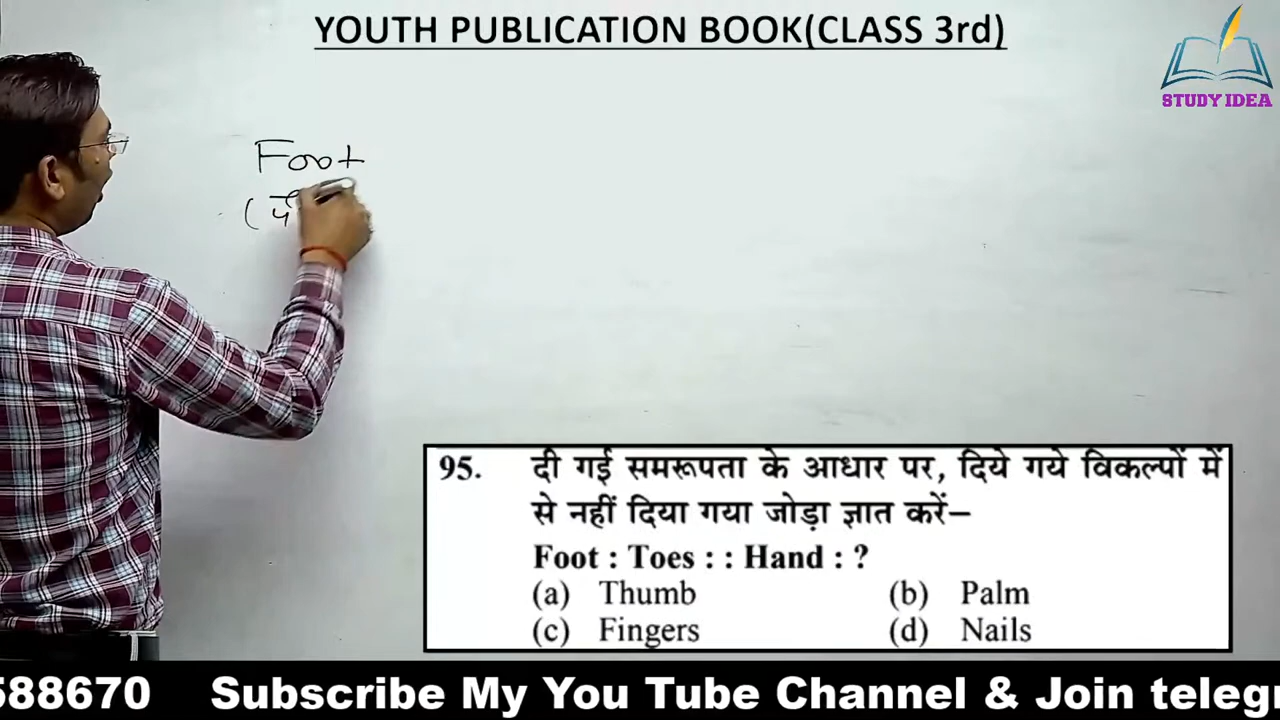 YOUTH PUBLICATION BOOK(CLASS 3rd)
STUDY IDEA
Foot
95. दी गई समरूपता के आधार पर, दिये गये विकल्पों में
से नहीं दिया गया जोड़ा ज्ञात करें–
Foot : Toes : : Hand : ?
(a) Thumb (b) Palm
(c) Fingers (d) Nails
588670 Subscribe My You Tube Channel & Join telegr